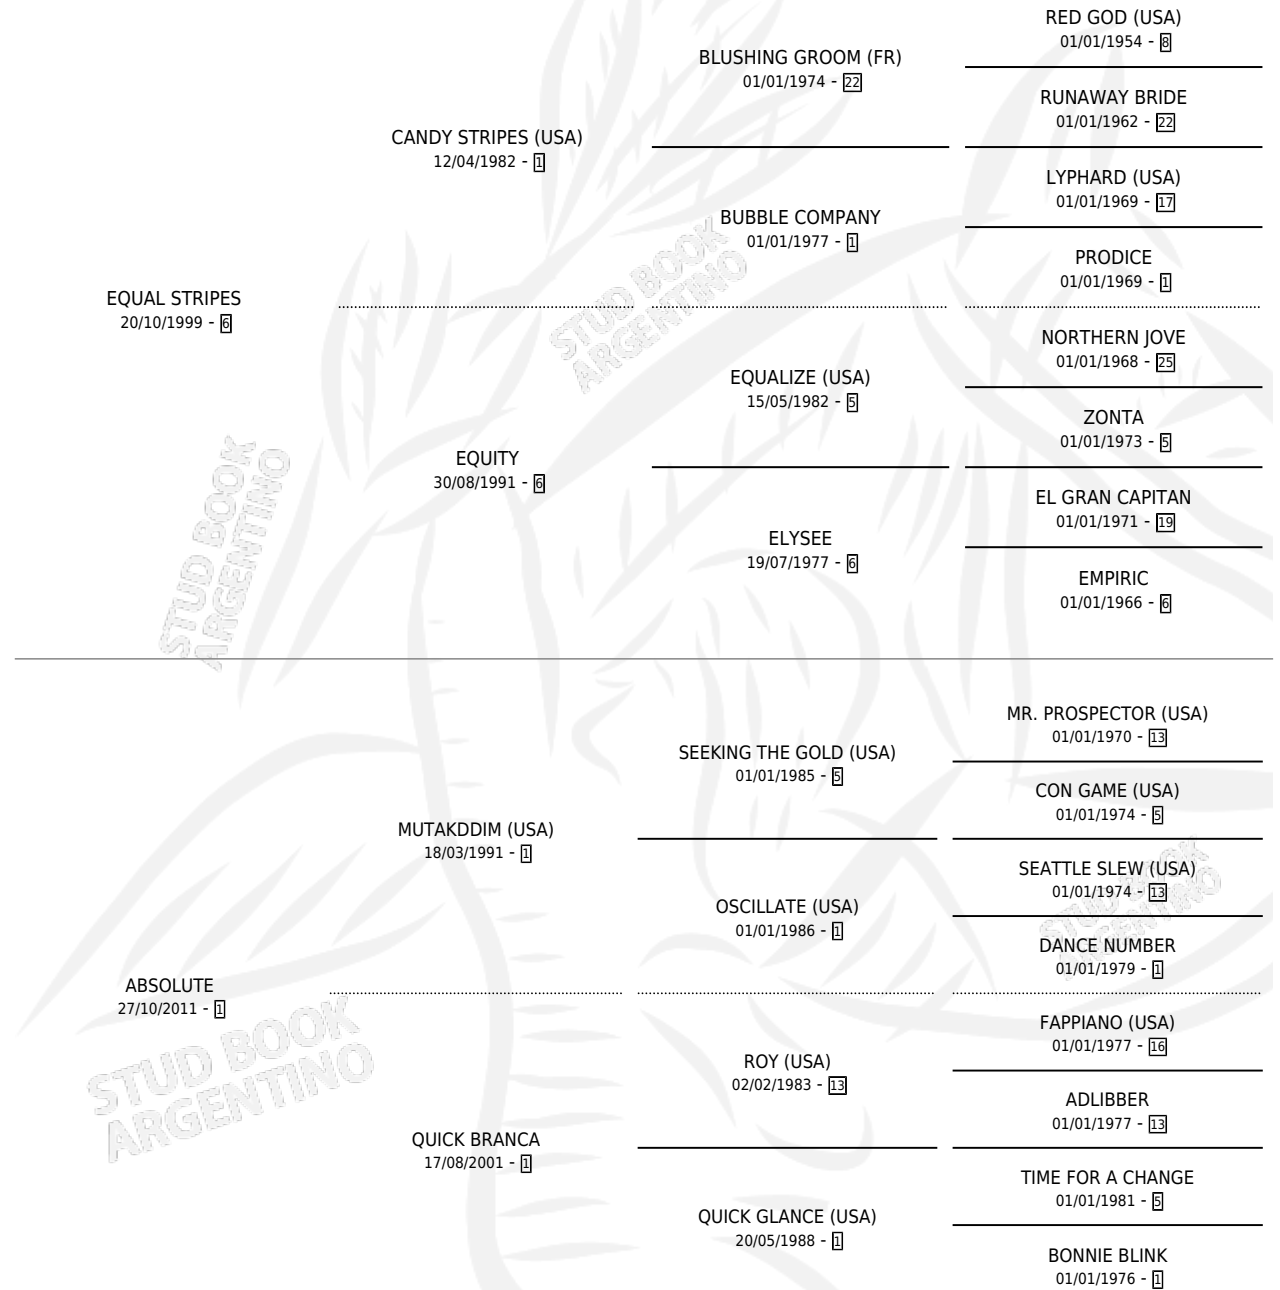 RED GOD (USA)
01/01/1954 - 8
BLUSHING GROOM (FR)
01/01/1974 - 22
RUNAWAY BRIDE
01/01/1962 - 22
CANDY STRIPES (USA)
12/04/1982 - 1
LYPHARD (USA)
01/01/1969 - 17
BUBBLE COMPANY
01/01/1977 - 1
PRODICE
01/01/1969 - 1
EQUAL STRIPES
20/10/1999 - 6
NORTHERN JOVE
01/01/1968 - 25
EQUALIZE (USA)
15/05/1982 - 5
ZONTA
01/01/1973 - 5
EQUITY
30/08/1991 - 6
EL GRAN CAPITAN
01/01/1971 - 19
ELYSEE
19/07/1977 - 6
EMPIRIC
01/01/1966 - 6
STUD BOOK
ARGENTINO
STUD BOOK
ARGENTINO
MR. PROSPECTOR (USA)
01/01/1970 - 13
SEEKING THE GOLD (USA)
01/01/1985 - 5
CON GAME (USA)
01/01/1974 - 5
MUTAKDDIM (USA)
18/03/1991 - 1
SEATTLE SLEW (USA)
01/01/1974 - 13
OSCILLATE (USA)
01/01/1986 - 1
DANCE NUMBER
01/01/1979 - 1
ABSOLUTE
27/10/2011 - 1
FAPPIANO (USA)
01/01/1977 - 16
ROY (USA)
02/02/1983 - 13
ADLIBBER
01/01/1977 - 13
QUICK BRANCA
17/08/2001 - 1
TIME FOR A CHANGE
01/01/1981 - 5
QUICK GLANCE (USA)
20/05/1988 - 1
BONNIE BLINK
01/01/1976 - 1
STUD BOOK
ARGENTINO
STUD BOOK
ARGENTINO